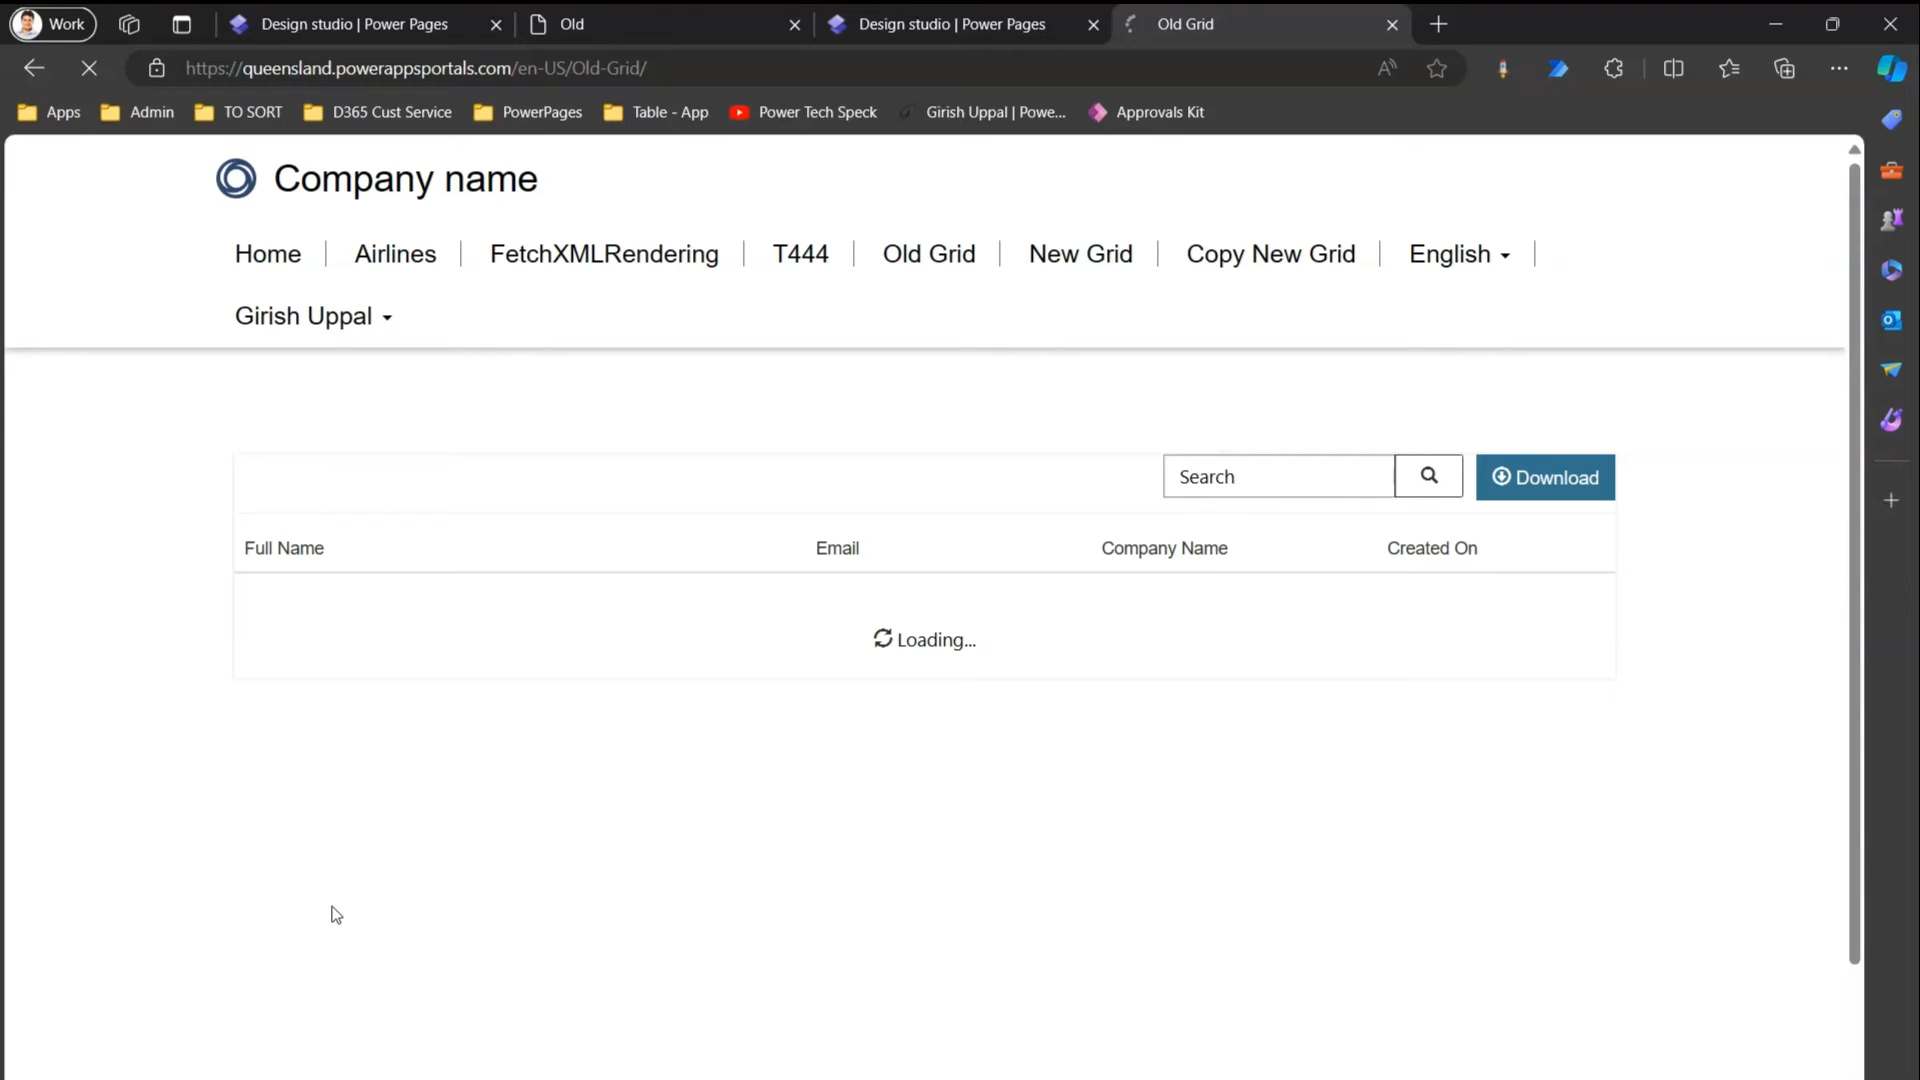 Work
Design studio | Power Pages
Old
Design studio | Power Pages
Old Grid
https://queensland.powerappsportals.com/en-US/Old-Grid/
Apps
Admin
TO SORT
D365 Cust Service
PowerPages
Table - App
Power Tech Speck
Girish Uppal | Powe...
Approvals Kit
Company name
Home
Airlines
FetchXMLRendering
T444
Old Grid
New Grid
Copy New Grid
English
Girish Uppal
Search
Download
Full Name
Email
Company Name
Created On
Loading...